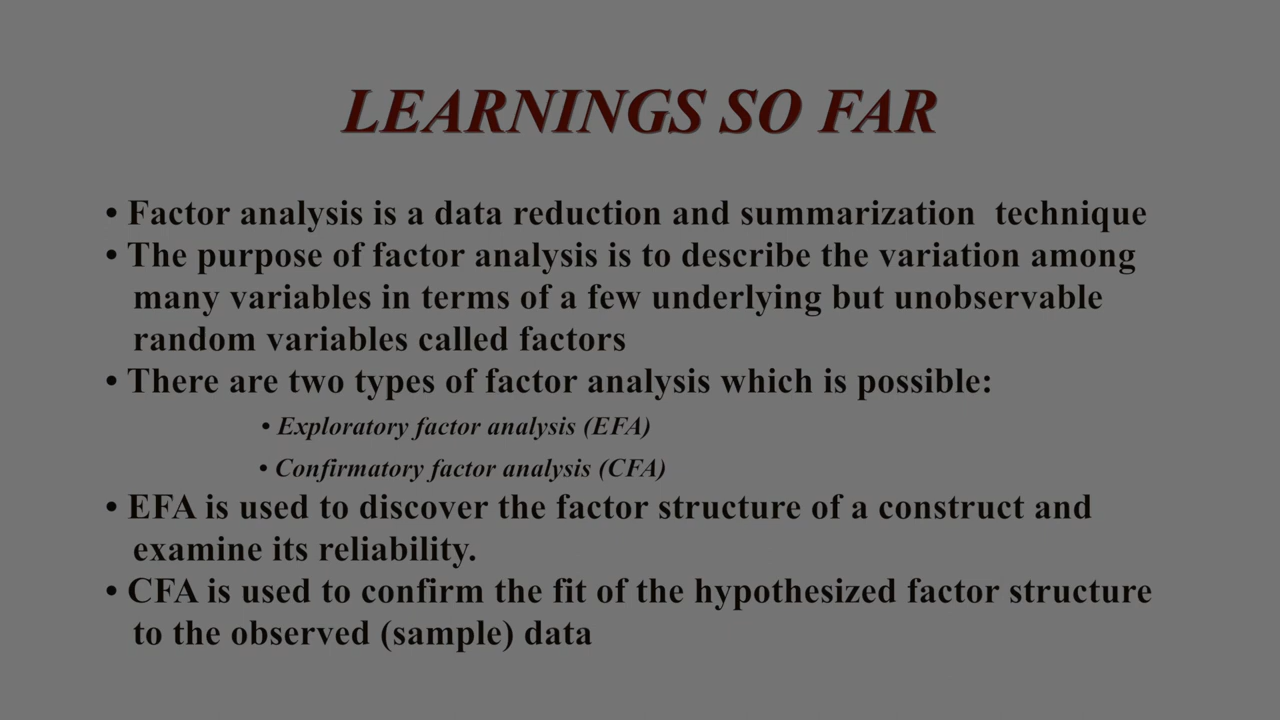 LEARNINGS SO FAR
• Factor analysis is a data reduction and summarization technique
• The purpose of factor analysis is to describe the variation among
many variables in terms of a few underlying but unobservable
random variables called factors
• There are two types of factor analysis which is possible:
• Exploratory factor analysis (EFA)
• Confirmatory factor analysis (CFA)
• EFA is used to discover the factor structure of a construct and
examine its reliability.
• CFA is used to confirm the fit of the hypothesized factor structure
to the observed (sample) data